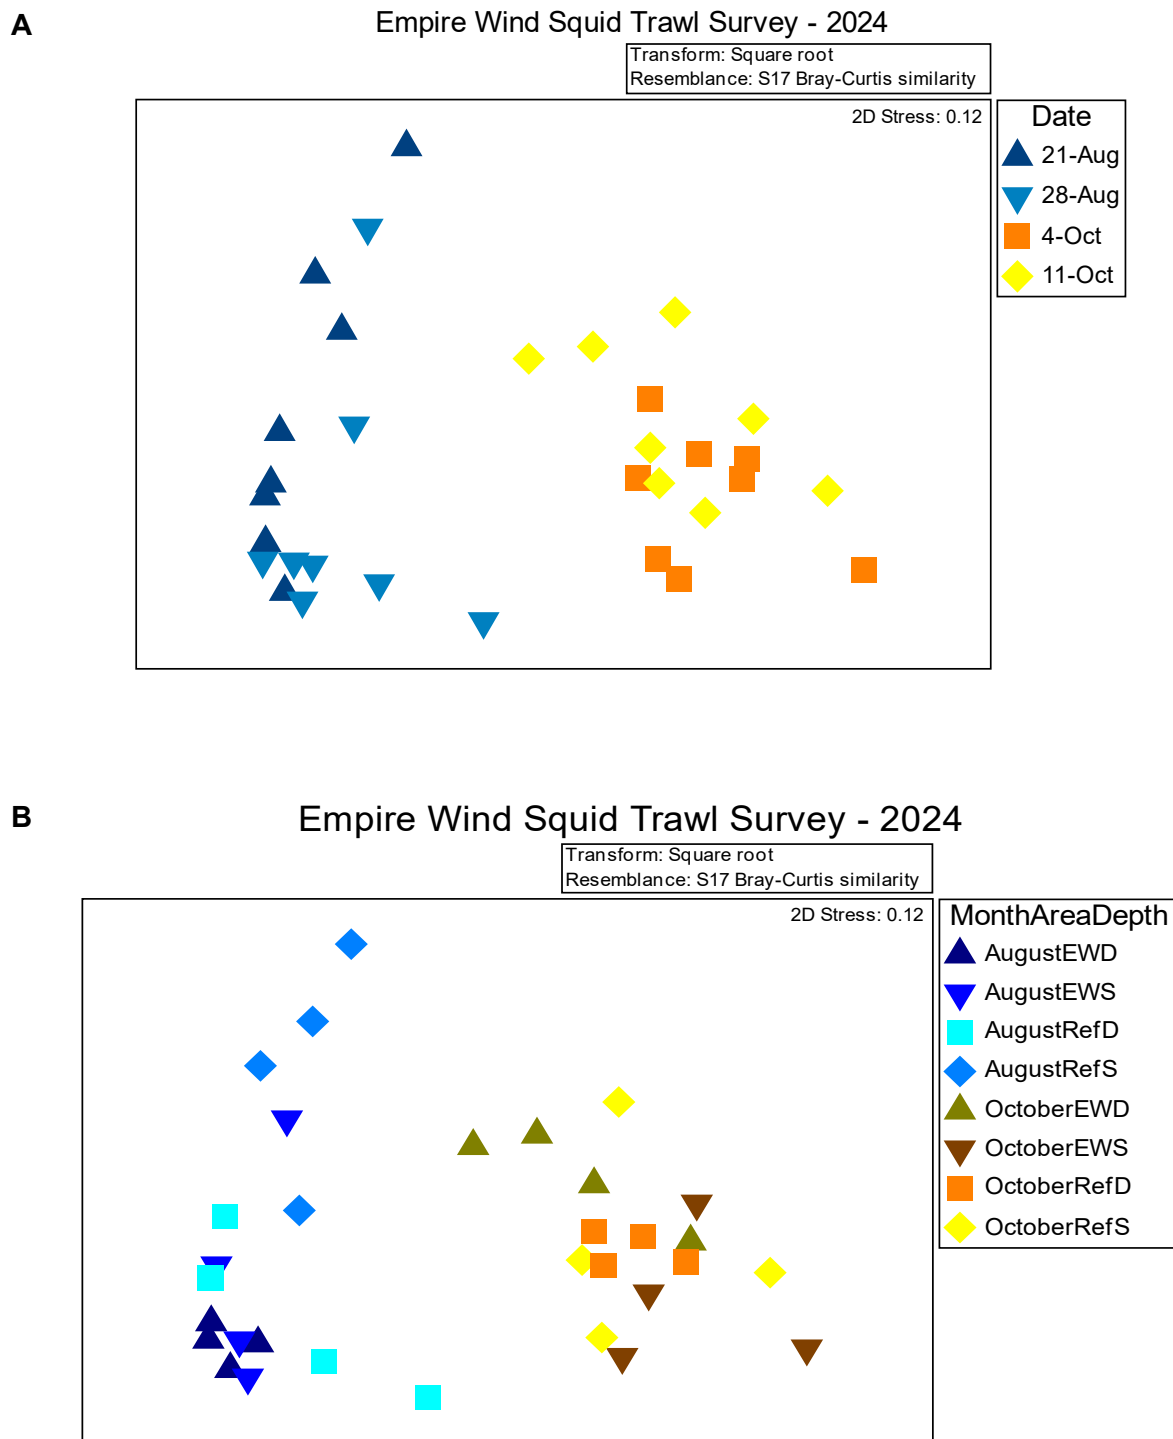 A
Empire Wind Squid Trawl Survey - 2024
Transform: Square root
Resemblance: S17 Bray-Curtis similarity
2D Stress: 0.12
Date
21-Aug
28-Aug
4-Oct
11-Oct
B
Empire Wind Squid Trawl Survey - 2024
Transform: Square root
Resemblance: S17 Bray-Curtis similarity
2D Stress: 0.12
MonthAreaDepth
AugustEWD
AugustEWS
AugustRefD
AugustRefS
OctoberEWD
OctoberEWS
OctoberRefD
OctoberRefS